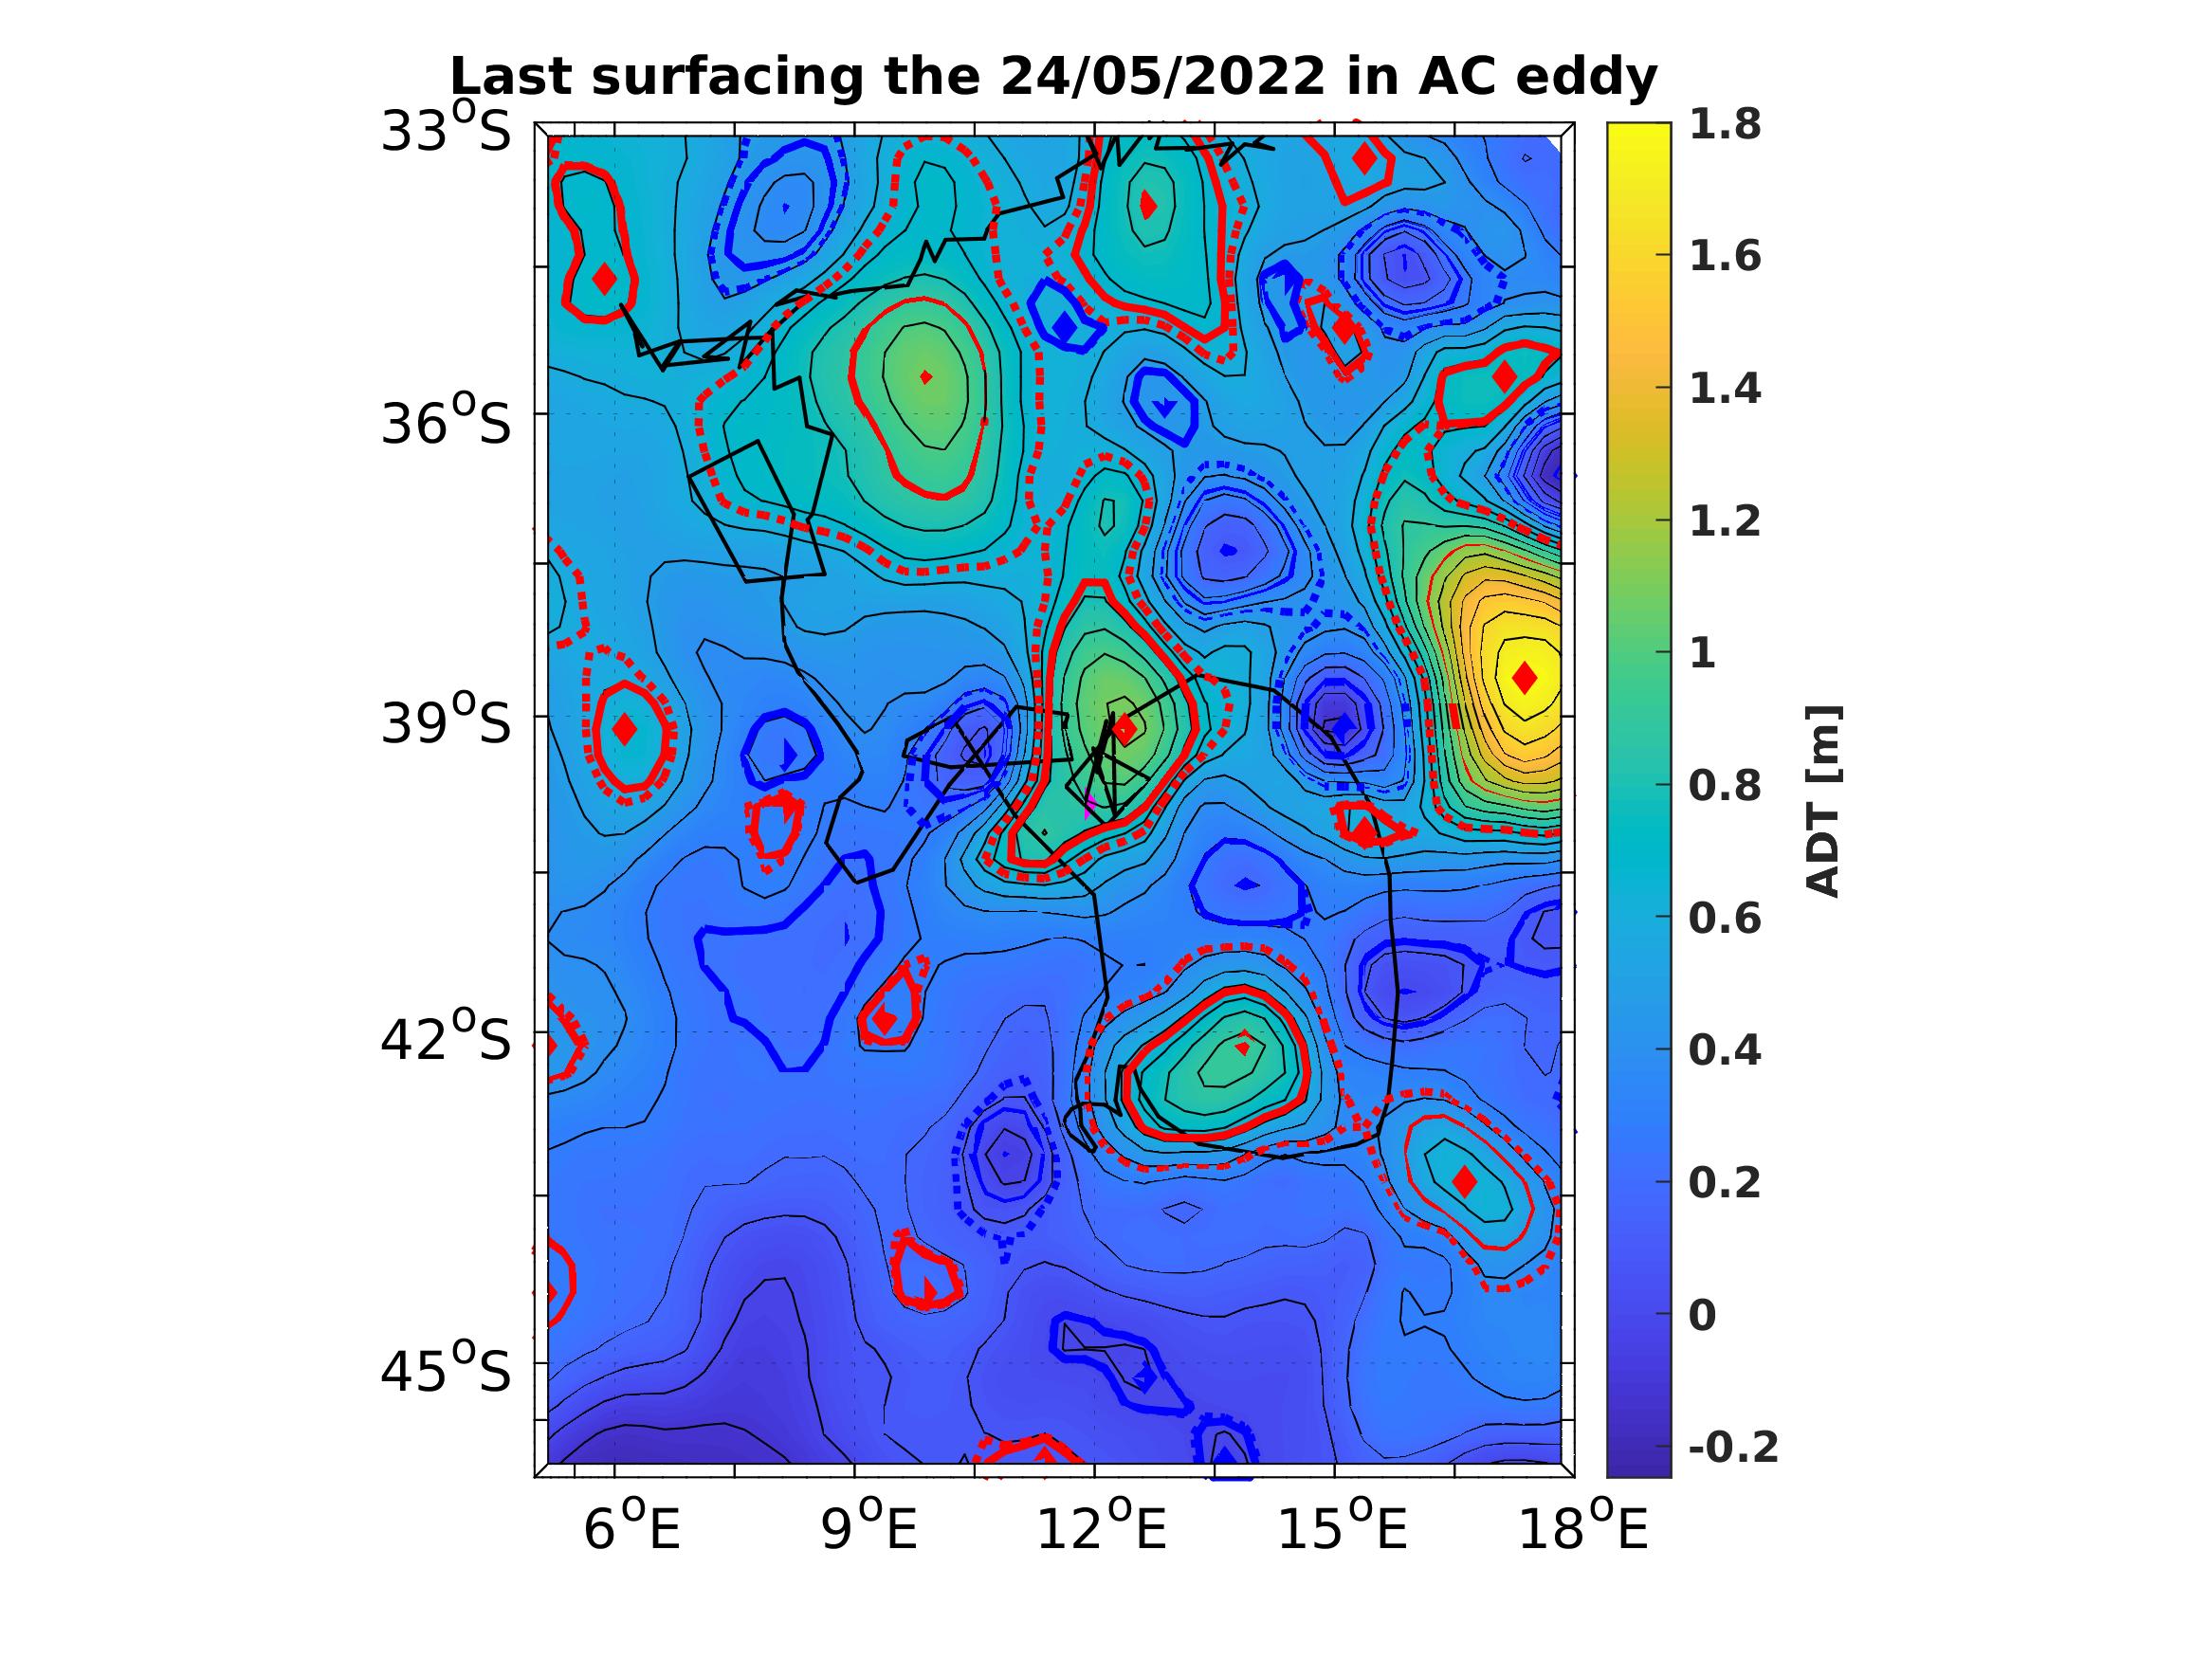 Last surfacing the 24/05/2022 in AC eddy
33°S
36°S
39°S
42°S
45°S
6°E
9°E
12°E
15°E
18°E
1.8
1.6
1.4
1.2
1
0.8
0.6
0.4
0.2
0
-0.2
ADT [m]